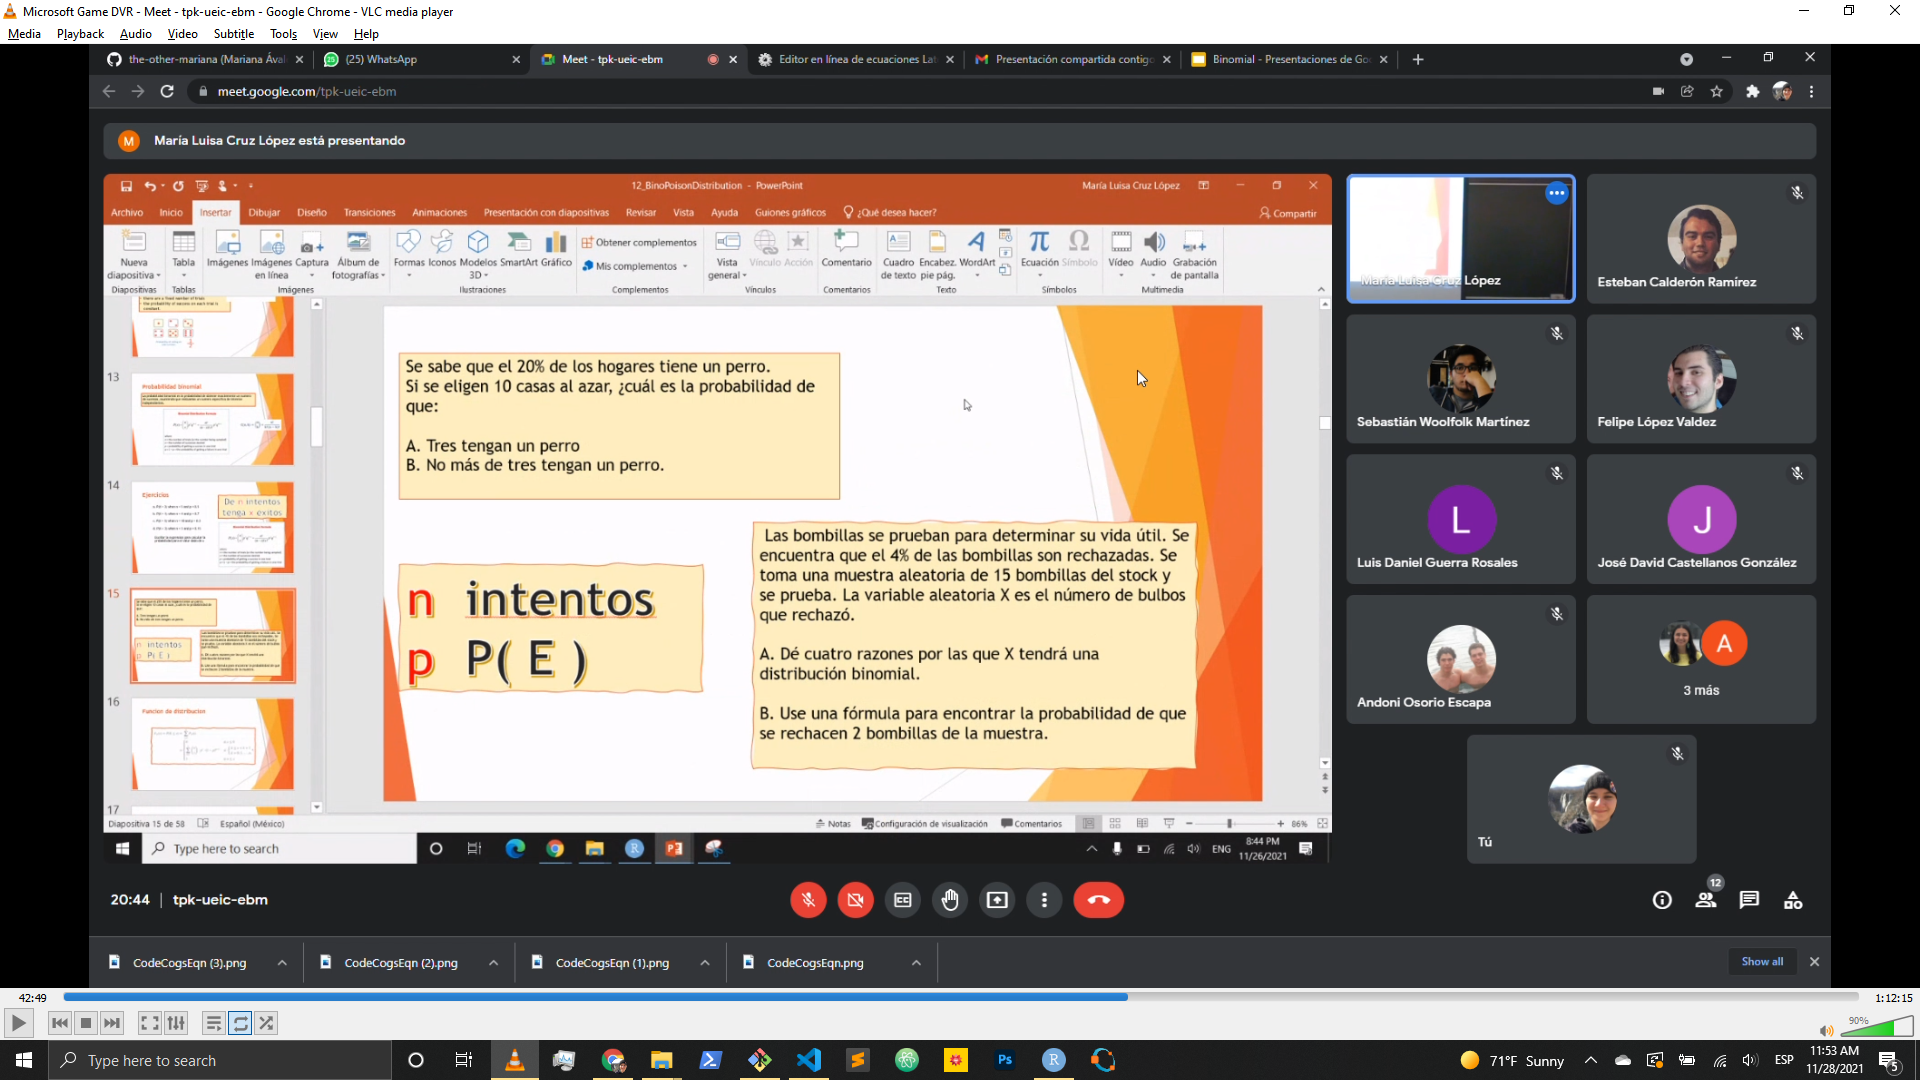 Microsoft Game DVR - Meet - tpk-ueic-ebm - Google Chrome - VLC media player
Media Playback Audio Video Subtitle Tools View Help
the-other-mariana (Mariana Ával
(25) WhatsApp
Meet - tpk-ueic-ebm
Editor en línea de ecuaciones Lat
Presentación compartida contigo
Binomial - Presentaciones de Go
meet.google.com/tpk-ueic-ebm
M
María Luisa Cruz López está presentando
12_BinoPoisonDistribution - PowerPoint
María Luisa Cruz López
Archivo Inicio Insertar Dibujar Diseño Transiciones Animaciones Presentación con diapositivas Revisar Vista Ayuda Guiones gráficos ¿Qué desea hacer?
Compartir
Nueva diapositiva
Tabla
Imágenes
Imágenes en línea
Captura
Álbum de fotografías
Formas
Iconos
Modelos 3D
SmartArt
Gráfico
Obtener complementos
Mis complementos
Vista general
Vínculo
Acción
Comentario
Cuadro de texto
Encabez. pie pág.
WordArt
Ecuación
Símbolo
Vídeo
Audio
Grabación de pantalla
Diapositivas
Tablas
Imágenes
Ilustraciones
Complementos
Vínculos
Comentarios
Texto
Símbolos
Multimedia
13
Probabilidad binomial
14
Ejercicios
De n intentos
tenga x exitos
15
n intentos
p P( E )
16
Funcion de distribucion
17
Se sabe que el 20% de los hogares tiene un perro.
Si se eligen 10 casas al azar, ¿cuál es la probabilidad de
que:
A. Tres tengan un perro
B. No más de tres tengan un perro.
n intentos
p P( E )
Las bombillas se prueban para determinar su vida útil. Se
encuentra que el 4% de las bombillas son rechazadas. Se
toma una muestra aleatoria de 15 bombillas del stock y
se prueba. La variable aleatoria X es el número de bulbos
que rechazó.
A. Dé cuatro razones por las que X tendrá una
distribución binomial.
B. Use una fórmula para encontrar la probabilidad de que
se rechacen 2 bombillas de la muestra.
Diapositiva 15 de 58
Español (México)
Notas
Configuración de visualización
Comentarios
86%
Type here to search
ENG
8:44 PM
11/26/2021
María Luisa Cruz López
Esteban Calderón Ramírez
Sebastián Woolfolk Martínez
Felipe López Valdez
L
Luis Daniel Guerra Rosales
J
José David Castellanos González
Andoni Osorio Escapa
A
3 más
Tú
20:44 | tpk-ueic-ebm
12
CodeCogsEqn (3).png
CodeCogsEqn (2).png
CodeCogsEqn (1).png
CodeCogsEqn.png
Show all
42:49
1:12:15
90%
Type here to search
Ps
R
71°F Sunny
ESP
11:53 AM
11/28/2021
5